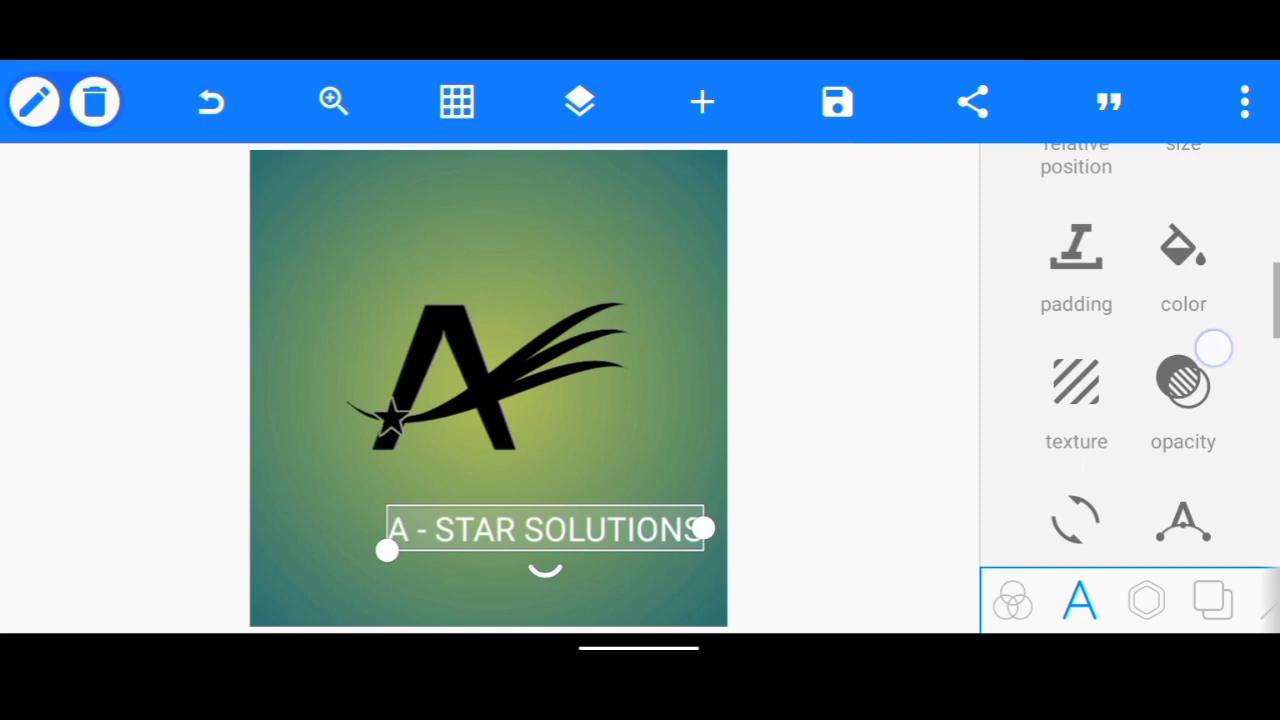 relative
position
size
padding
color
texture
opacity
A
A - STAR SOLUTIONS